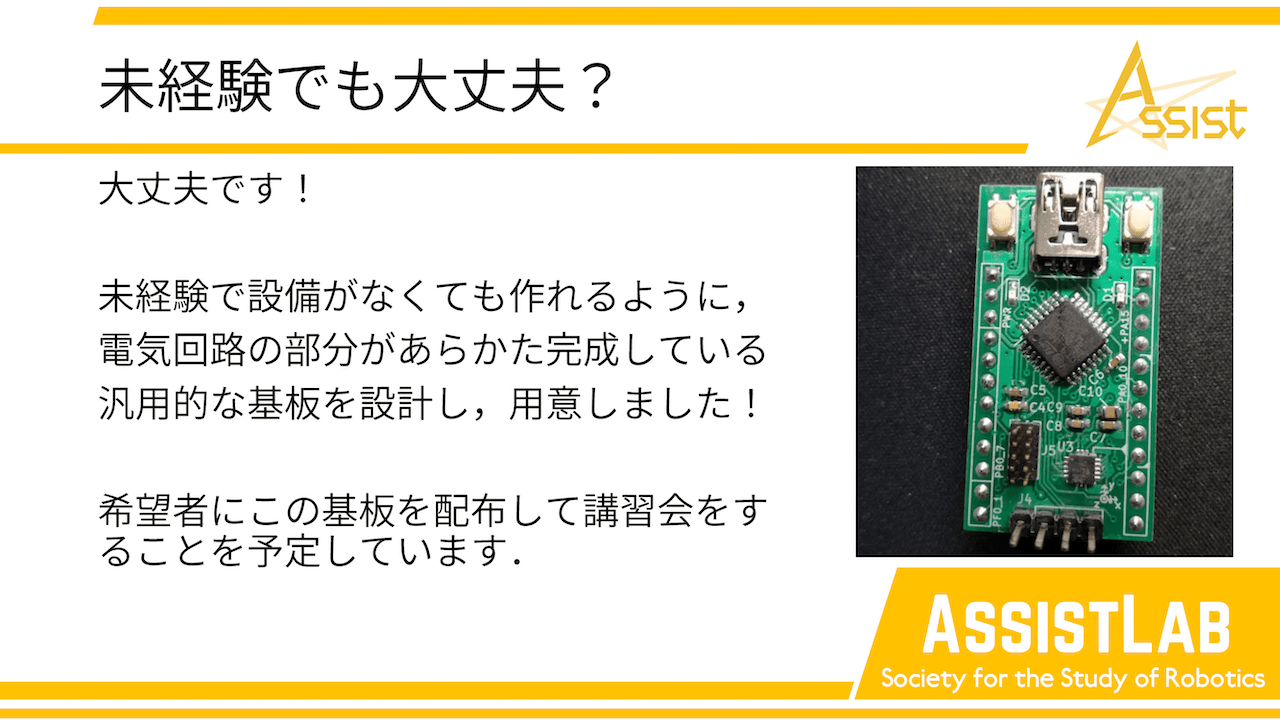 未経験でも大丈夫？
Assist
大丈夫です！
未経験で設備がなくても作れるように，
電気回路の部分があらかた完成している
汎用的な基板を設計し，用意しました！
希望者にこの基板を配布して講習会をす
ることを予定しています．
D2
D1
PWR
+PA15
C6
C10
PA0_10
C5
C4
C9
C8
C7
U3
J5
PB0_7
J4
PF0_1
y
x
ASSISTLAB
Society for the Study of Robotics